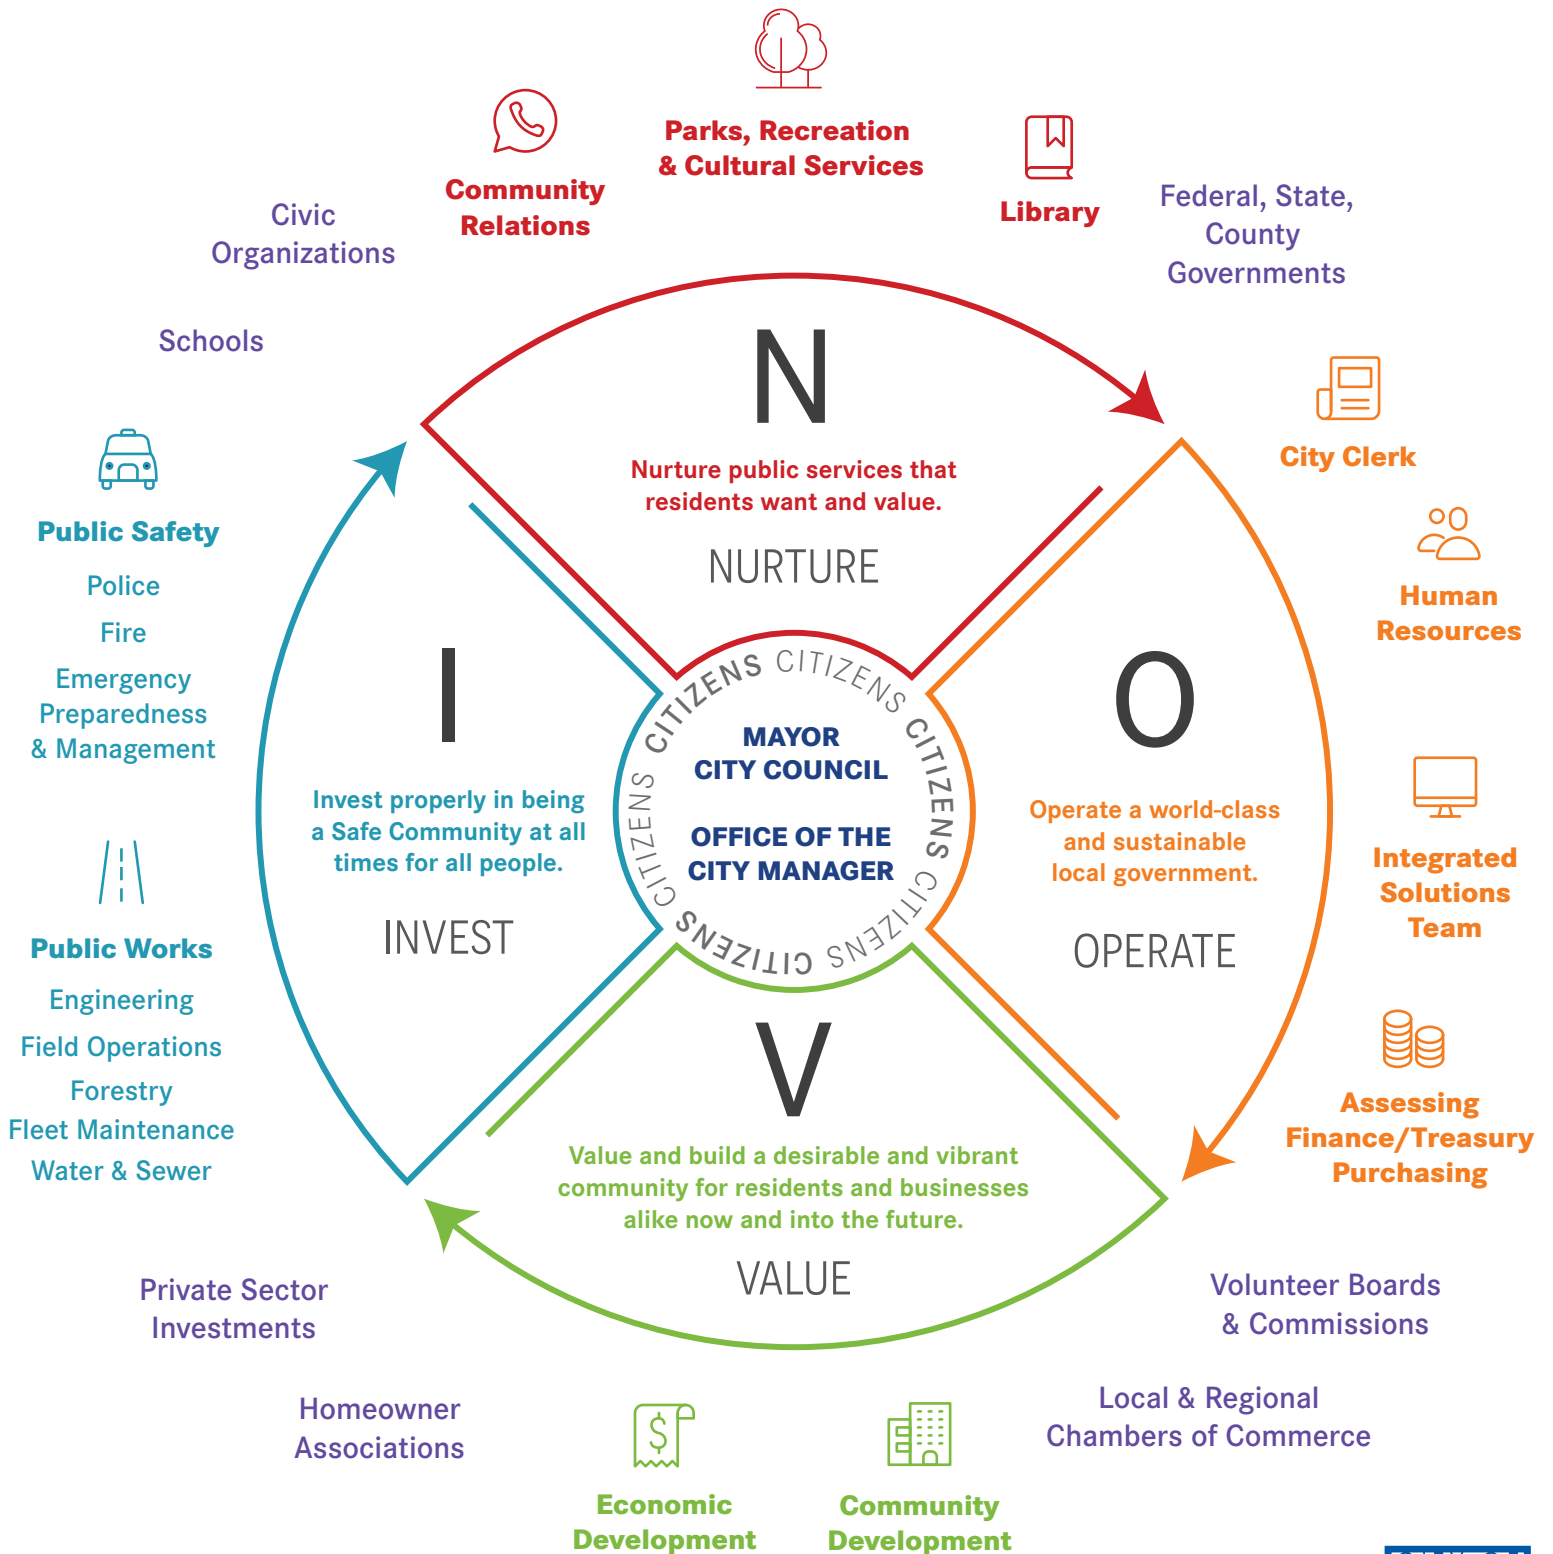 Parks, Recreation
& Cultural Services
Community
Relations
Library
Civic
Organizations
Federal, State,
County
Governments
Schools
N
Nurture public services that
residents want and value.
NURTURE
City Clerk
Human
Resources
Integrated
Solutions
Team
Assessing
Finance/Treasury
Purchasing
O
Operate a world-class
and sustainable
local government.
OPERATE
Public Safety
Police
Fire
Emergency
Preparedness
& Management
Public Works
Engineering
Field Operations
Forestry
Fleet Maintenance
Water & Sewer
I
Invest properly in being
a Safe Community at all
times for all people.
INVEST
CITIZENS CITIZENS CITIZENS CITIZENS CITIZENS CITIZENS
MAYOR
CITY COUNCIL
OFFICE OF THE
CITY MANAGER
V
Value and build a desirable and vibrant
community for residents and businesses
alike now and into the future.
VALUE
Private Sector
Investments
Homeowner
Associations
Volunteer Boards
& Commissions
Local & Regional
Chambers of Commerce
Economic
Development
Community
Development